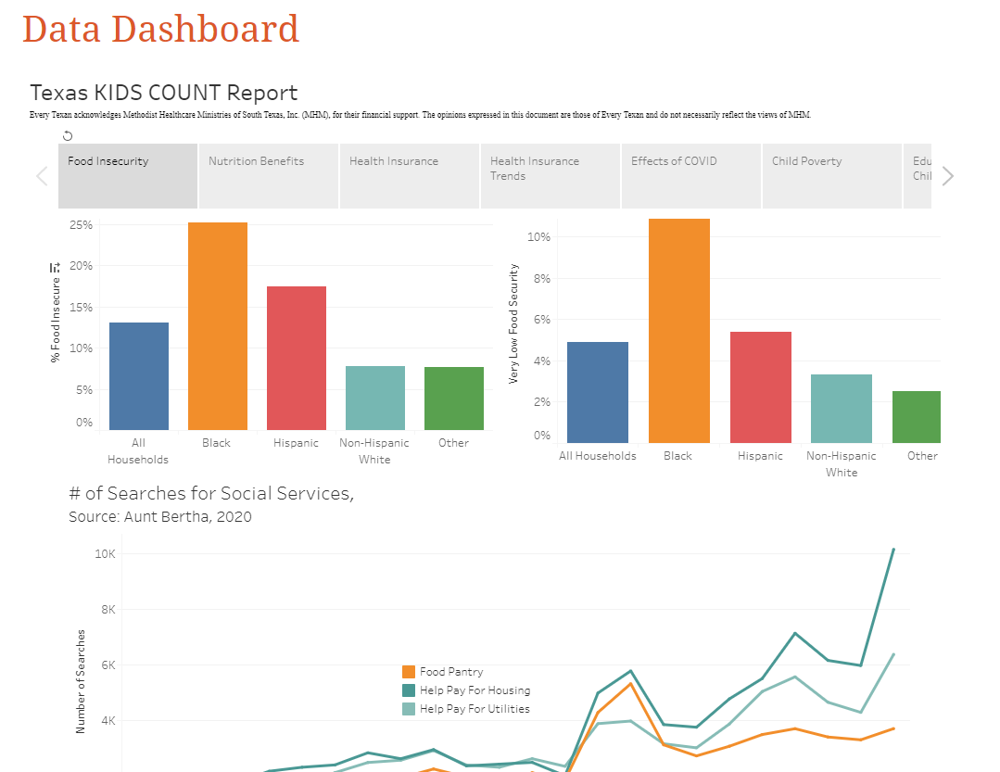 Data Dashboard
Texas KIDS COUNT Report
Every Texan acknowledges Methodist Healthcare Ministries of South Texas, Inc. (MHM), for their financial support. The opinions expressed in this document are those of Every Texan and do not necessarily reflect the views of MHM.
Food Insecurity
Nutrition Benefits
Health Insurance
Health Insurance
Trends
Effects of COVID
Child Poverty
Edu
Chil
% Food Insecure
25%
20%
15%
10%
5%
0%
All
Households
Black
Hispanic
Non-Hispanic
White
Other
Very Low Food Security
10%
8%
6%
4%
2%
0%
All Households
Black
Hispanic
Non-Hispanic
White
Other
# of Searches for Social Services,
Source: Aunt Bertha, 2020
Number of Searches
10K
8K
6K
4K
Food Pantry
Help Pay For Housing
Help Pay For Utilities